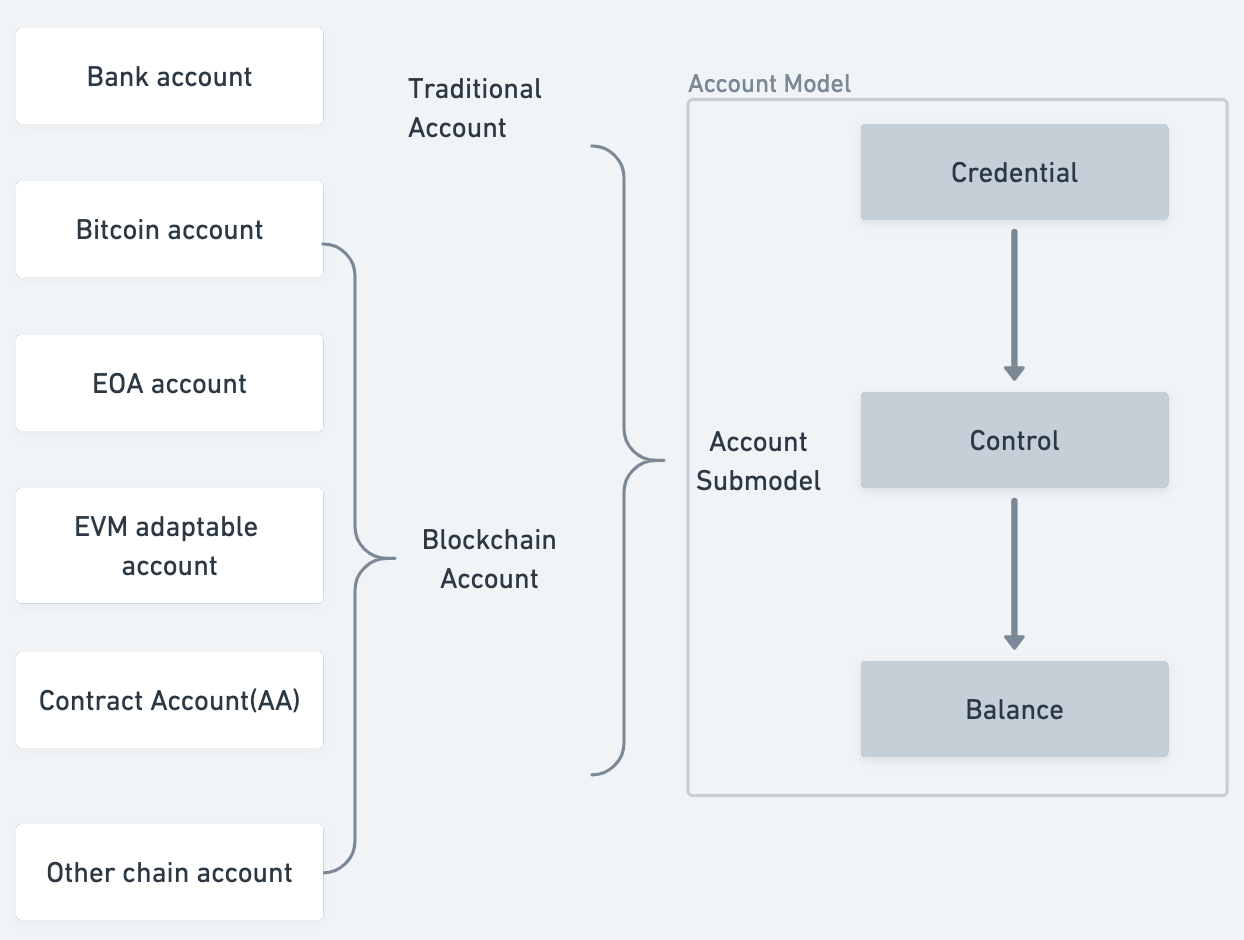 Bank account
Bitcoin account
EOA account
EVM adaptable
account
Contract Account(AA)
Other chain account
Traditional
Account
Blockchain
Account
Account Model
Account
Submodel
Credential
Control
Balance